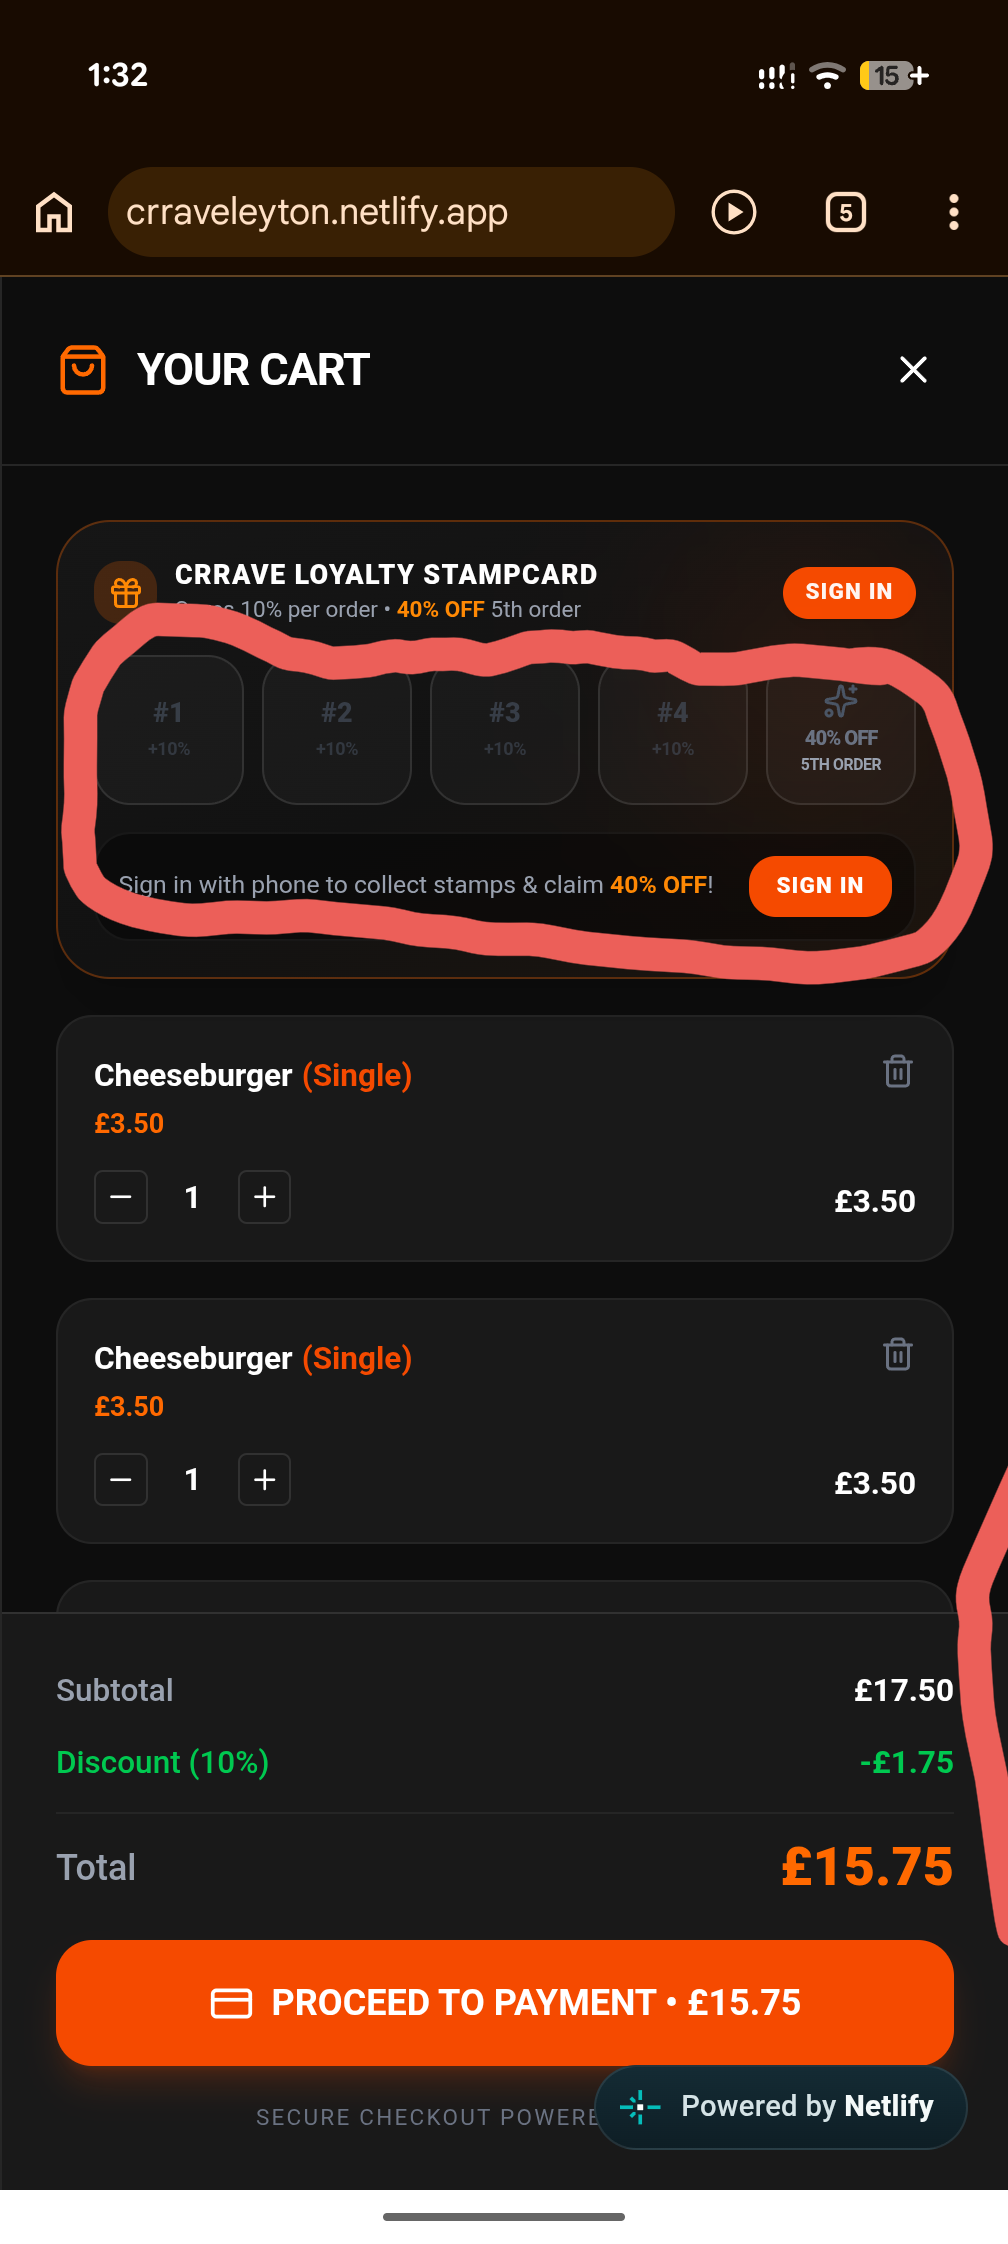 1:32
15
crraveleyton.netlify.app
5
YOUR CART
CRRAVE LOYALTY STAMPCARD
10% per order • 40% OFF 5th order
SIGN IN
#1
+10%
#2
+10%
#3
+10%
#4
+10%
40% OFF
5TH ORDER
Sign in with phone to collect stamps & claim 40% OFF!
SIGN IN
Cheeseburger (Single)
£3.50
1
£3.50
Cheeseburger (Single)
£3.50
1
£3.50
Subtotal
£17.50
Discount (10%)
-£1.75
Total
£15.75
PROCEED TO PAYMENT • £15.75
SECURE CHECKOUT
Powered by Netlify